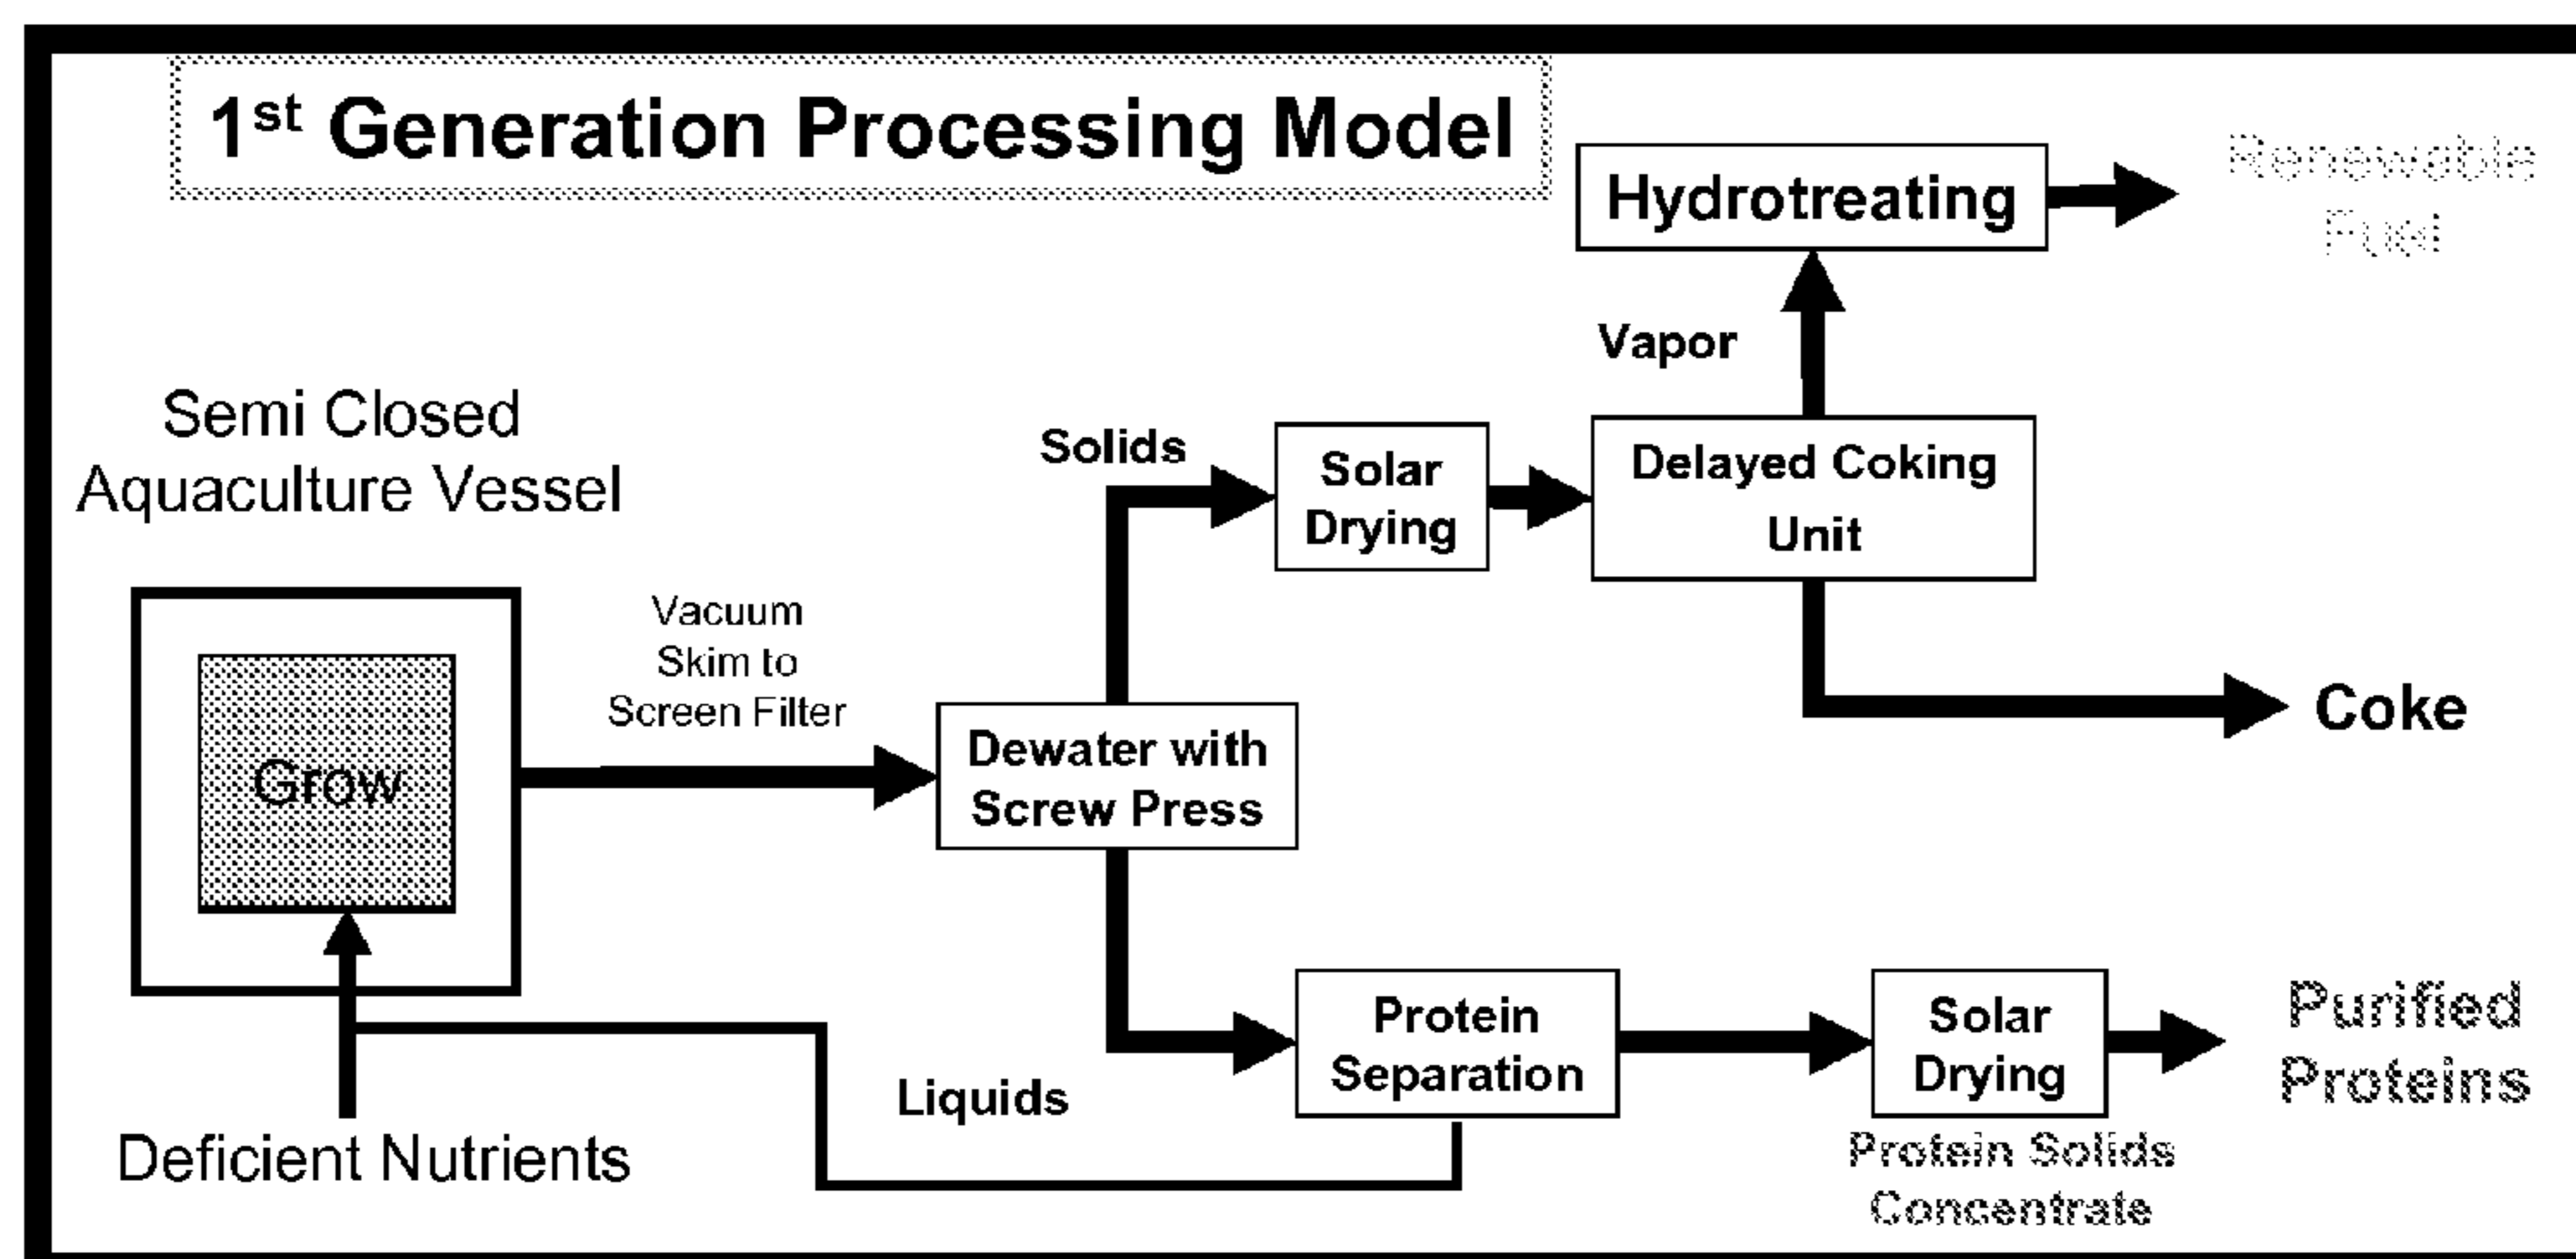 1st Generation Processing Model
Hydrotreating
Renewable
Fuel
Vapor
Semi Closed
Aquaculture Vessel
Solids
Solar
Drying
Delayed Coking
Unit
Vacuum
Skim to
Screen Filter
Grow
Dewater with
Screw Press
Coke
Protein
Separation
Solar
Drying
Purified
Proteins
Liquids
Deficient Nutrients
Protein Solids
Concentrate